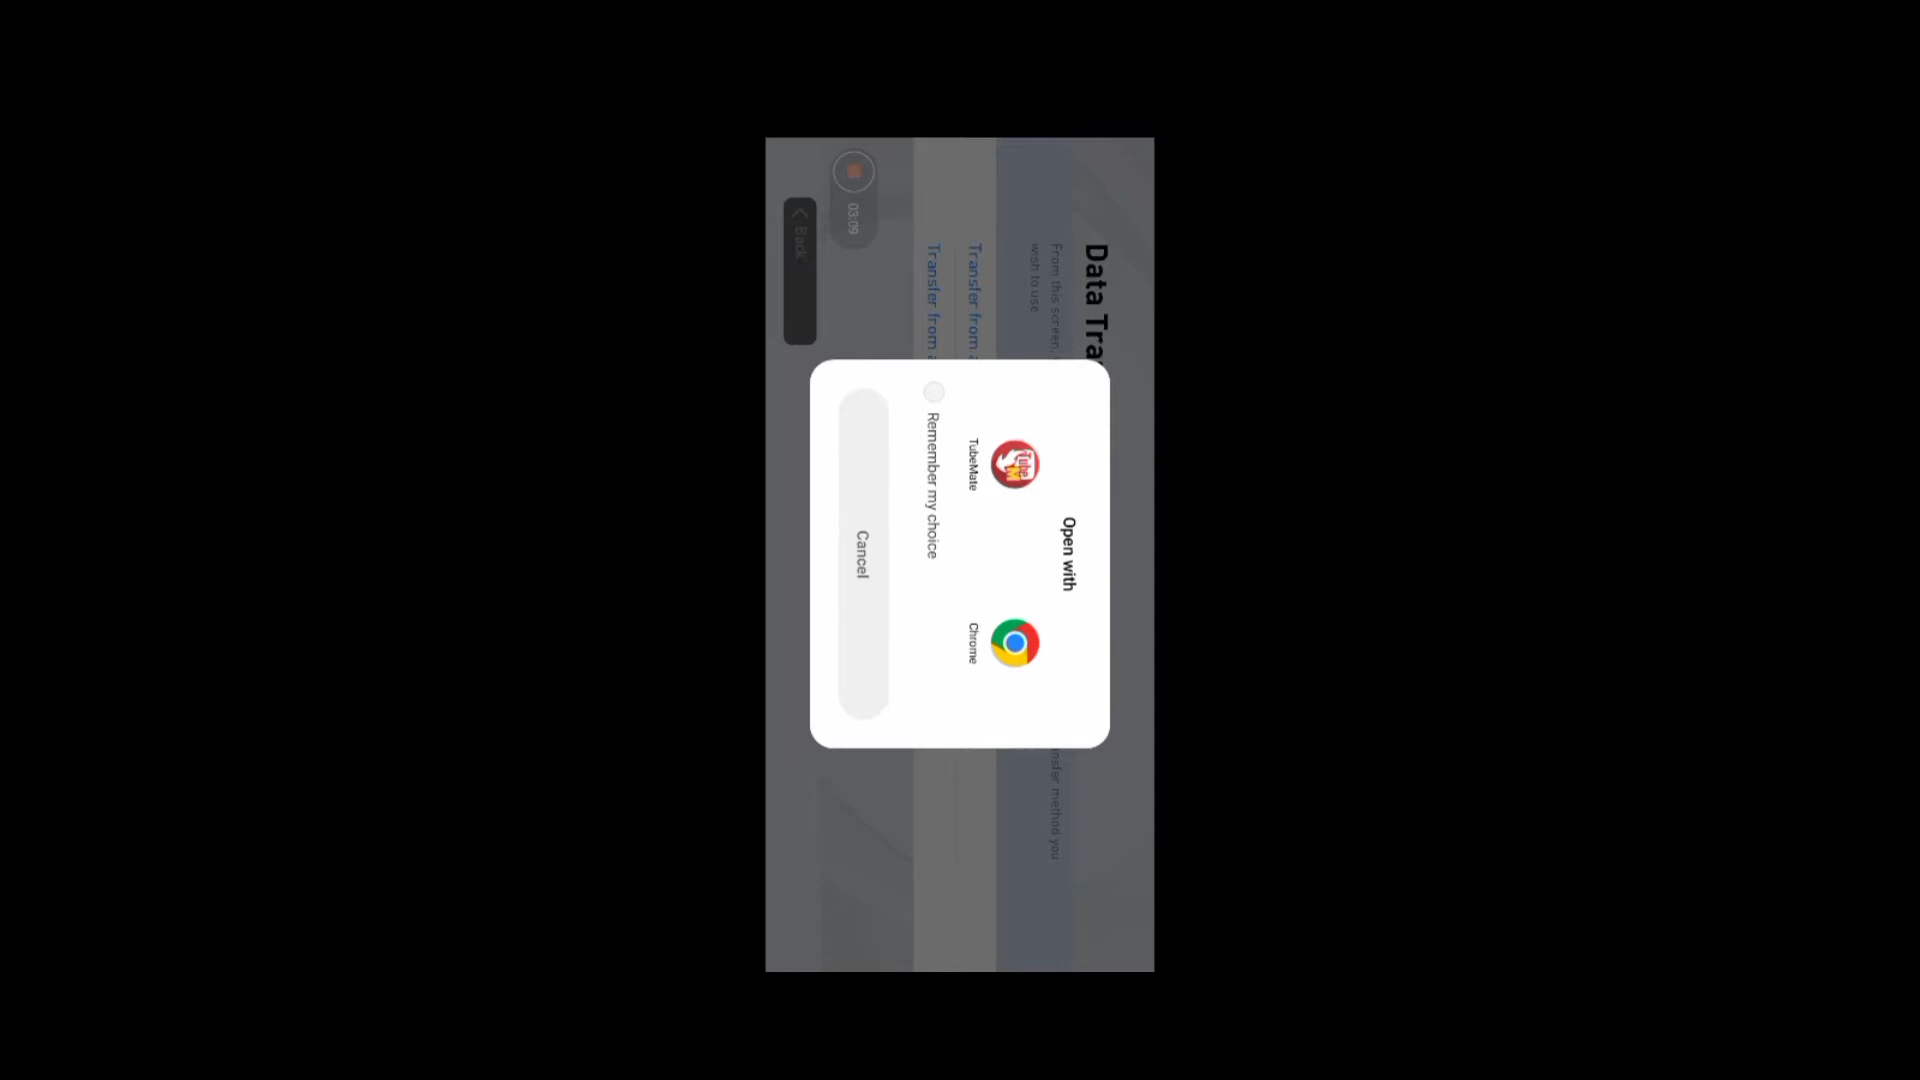 Data Tra
From this screen,
nsfer method you
wish to use
Transfer from a
Transfer from a
03:09
Back
Open with
Tube
M
TubeMate
Chrome
Remember my choice
Cancel